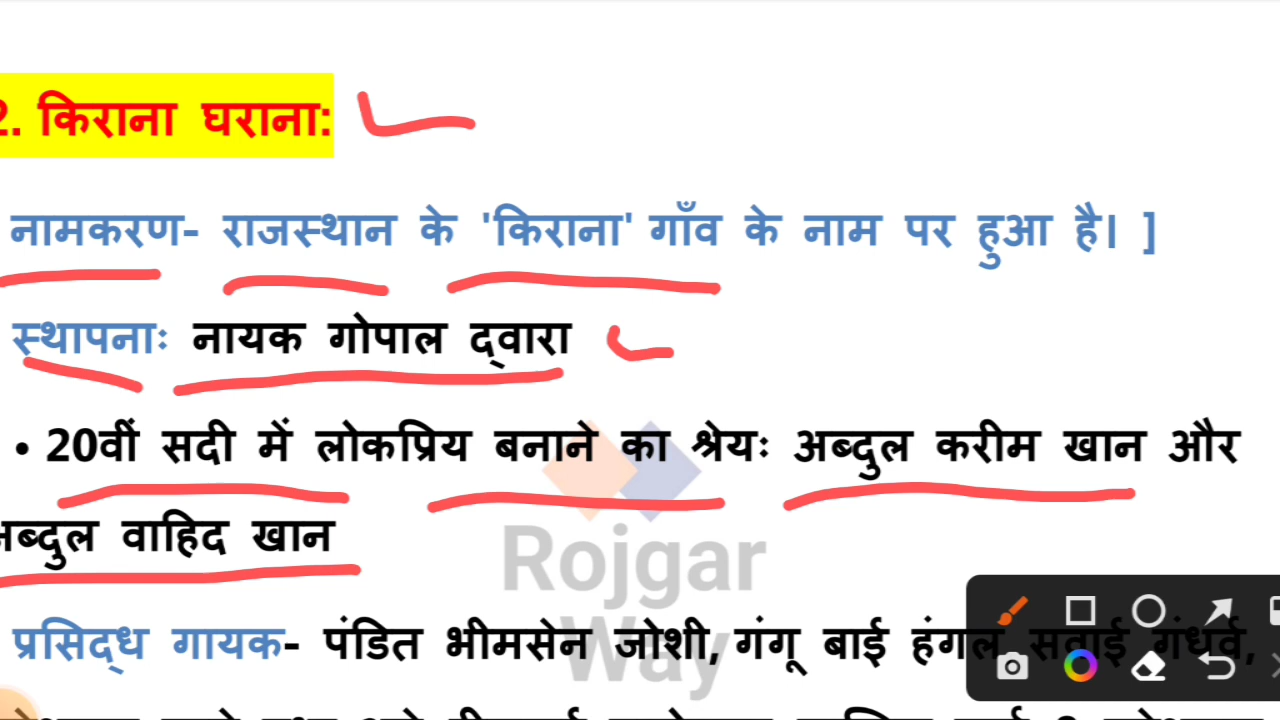 2. किराना घराना:
नामकरण- राजस्थान के 'किराना' गाँव के नाम पर हुआ है। ]
स्थापनाः नायक गोपाल द्वारा
• 20वीं सदी में लोकप्रिय बनाने का श्रेयः अब्दुल करीम खान और
अब्दुल वाहिद खान
Rojgar
Way
प्रसिद्ध गायक- पंडित भीमसेन जोशी, गंगू बाई हंगल, सवाई गंधर्व,